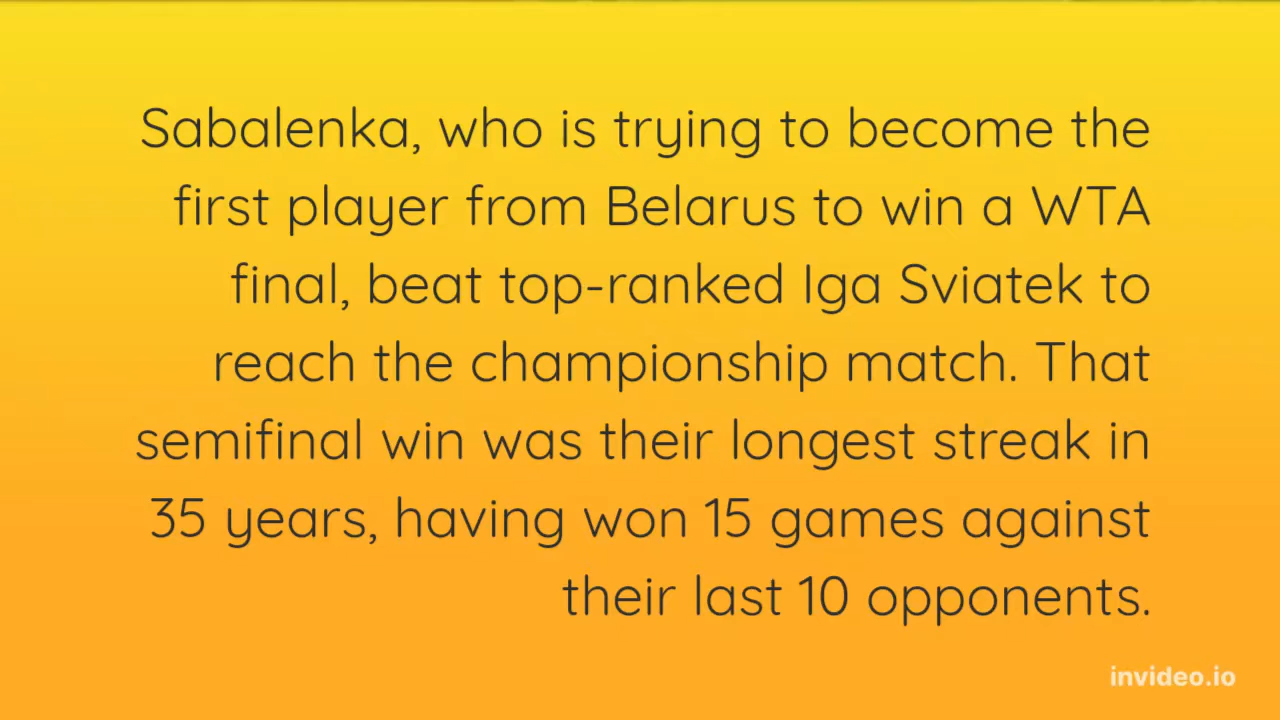 Sabalenka, who is trying to become the
first player from Belarus to win a WTA
final, beat top-ranked Iga Sviatek to
reach the championship match. That
semifinal win was their longest streak in
35 years, having won 15 games against
their last 10 opponents.
invideo.io